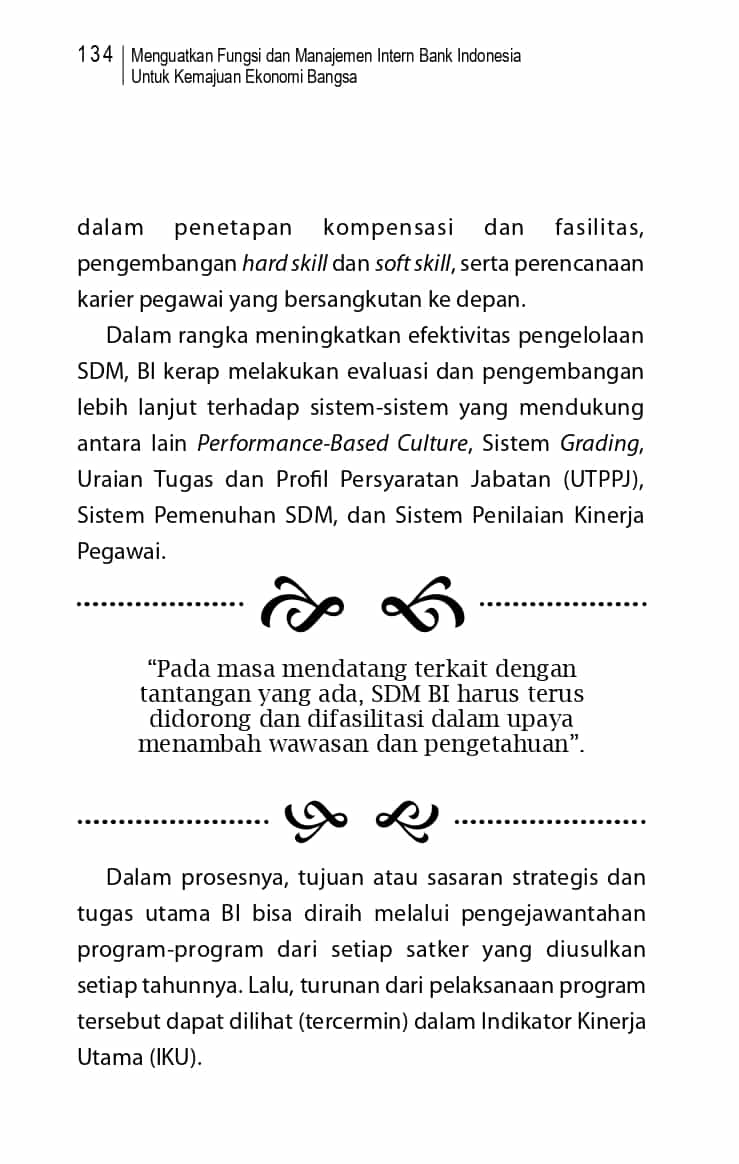 134 Menguatkan Fungsi dan Manajemen Intern Bank Indonesia
Untuk Kemajuan Ekonomi Bangsa
dalam penetapan kompensasi dan fasilitas,
pengembangan hard skill dan soft skill, serta perencanaan
karier pegawai yang bersangkutan ke depan.
Dalam rangka meningkatkan efektivitas pengelolaan
SDM, BI kerap melakukan evaluasi dan pengembangan
lebih lanjut terhadap sistem-sistem yang mendukung
antara lain Performance-Based Culture, Sistem Grading,
Uraian Tugas dan Profil Persyaratan Jabatan (UTPPJ),
Sistem Pemenuhan SDM, dan Sistem Penilaian Kinerja
Pegawai.
“Pada masa mendatang terkait dengan
tantangan yang ada, SDM BI harus terus
didorong dan difasilitasi dalam upaya
menambah wawasan dan pengetahuan”.
Dalam prosesnya, tujuan atau sasaran strategis dan
tugas utama BI bisa diraih melalui pengejawantahan
program-program dari setiap satker yang diusulkan
setiap tahunnya. Lalu, turunan dari pelaksanaan program
tersebut dapat dilihat (tercermin) dalam Indikator Kinerja
Utama (IKU).